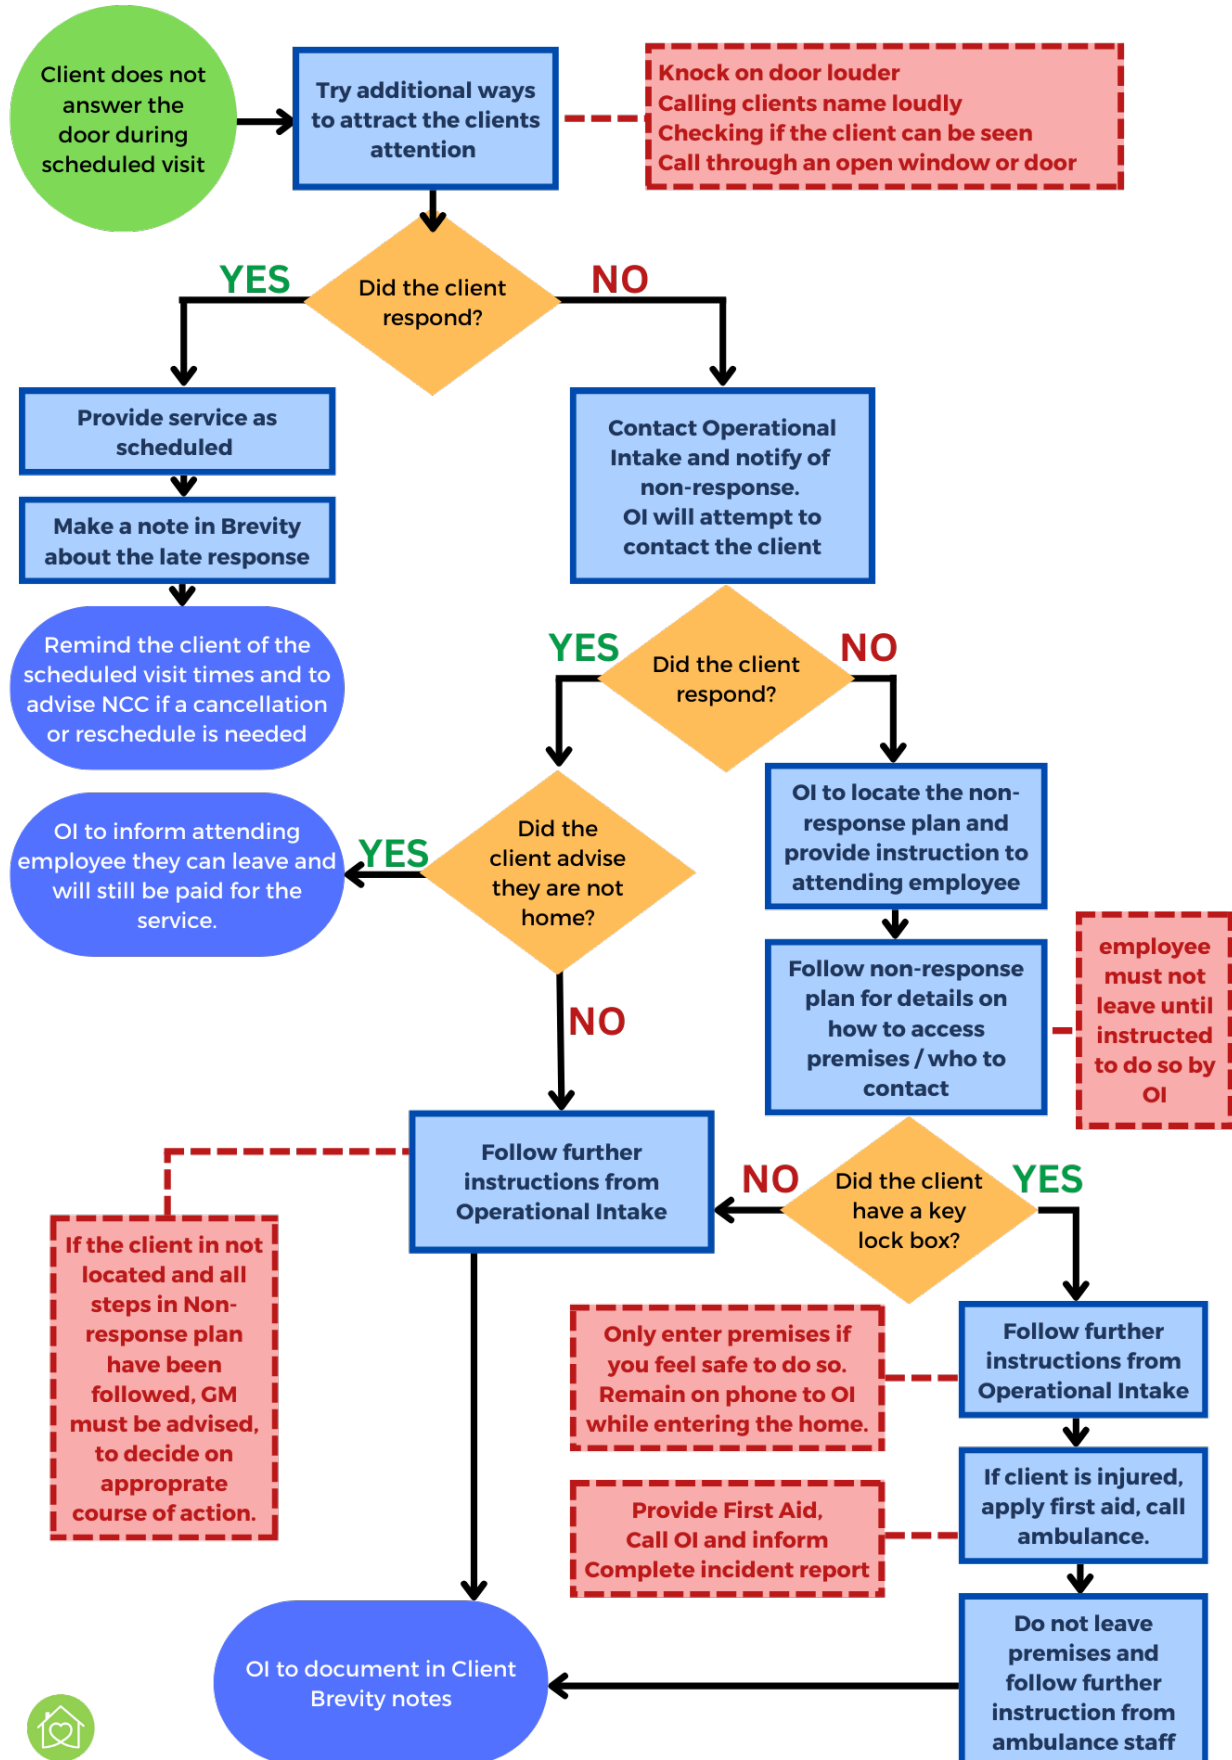 Client does not
answer the
door during
scheduled visit
Try additional ways
to attract the clients
attention
Knock on door louder
Calling clients name loudly
Checking if the client can be seen
Call through an open window or door
Did the client
respond?
YES
NO
Provide service as
scheduled
Make a note in Brevity
about the late response
Remind the client of the
scheduled visit times and to
advise NCC if a cancellation
or reschedule is needed
Contact Operational
Intake and notify of
non-response.
OI will attempt to
contact the client
Did the client
respond?
YES
NO
Did the
client advise
they are not
home?
YES
OI to inform attending
employee they can leave and
will still be paid for the
service.
NO
OI to locate the non-
response plan and
provide instruction to
attending employee
Follow non-response
plan for details on
how to access
premises / who to
contact
employee
must not
leave until
instructed
to do so by
OI
Did the client
have a key
lock box?
NO
YES
Follow further
instructions from
Operational Intake
If the client in not
located and all
steps in Non-
response plan
have been
followed, GM
must be advised,
to decide on
approprate
course of action.
Follow further
instructions from
Operational Intake
Only enter premises if
you feel safe to do so.
Remain on phone to OI
while entering the home.
If client is injured,
apply first aid, call
ambulance.
Provide First Aid,
Call OI and inform
Complete incident report
Do not leave
premises and
follow further
instruction from
ambulance staff
OI to document in Client
Brevity notes